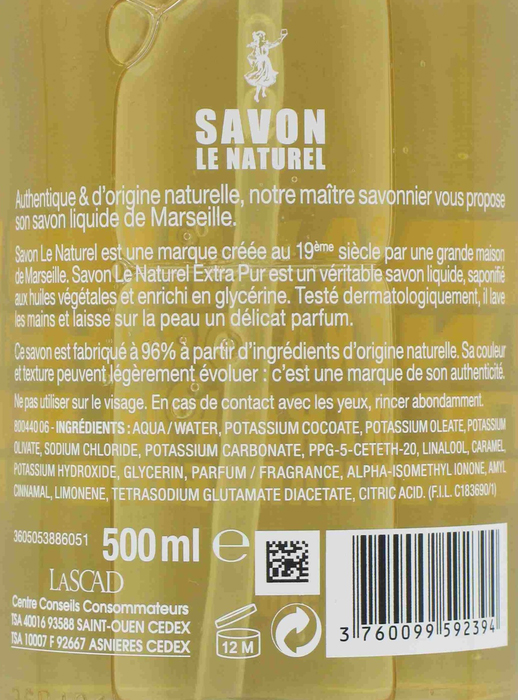 SAVON
LE NATUREL
Authentique & d'origine naturelle, notre maître savonnier vous propose
son savon liquide de Marseille.
Savon Le Naturel est une marque créée au 19ème siècle par une grande maison
de Marseille. Savon Le Naturel Extra Pur est un véritable savon liquide, saponifié
aux huiles végétales et enrichi en glycérine. Testé dermatologiquement, il lave
les mains et laisse sur la peau un délicat parfum.
Ce savon est fabriqué à 96% à partir d'ingrédients d'origine naturelle. Sa couleur
et texture peuvent légèrement évoluer : c'est une marque de son authenticité.
Ne pas utiliser sur le visage. En cas de contact avec les yeux, rincer abondamment.
800440 06 - INGRÉDIENTS : AQUA / WATER, POTASSIUM COCOATE, POTASSIUM OLEATE, POTASSIUM
OLIVATE, SODIUM CHLORIDE, POTASSIUM CARBONATE, PPG-5-CETETH-20, LINALOOL, CARAMEL,
POTASSIUM HYDROXIDE, GLYCERIN, PARFUM / FRAGRANCE, ALPHA-ISOMETHYL IONONE, AMYL
CINNAMAL, LIMONENE, TETRASODIUM GLUTAMATE DIACETATE, CITRIC ACID. (F.I.L. C183690/1)
3605053886051 500 ml ℮
LASCAD
Centre Conseils Consommateurs
TSA 40016 93588 SAINT-OUEN CEDEX
TSA 10007 F 92667 ASNIERES CEDEX
12 M
3 760099 592394